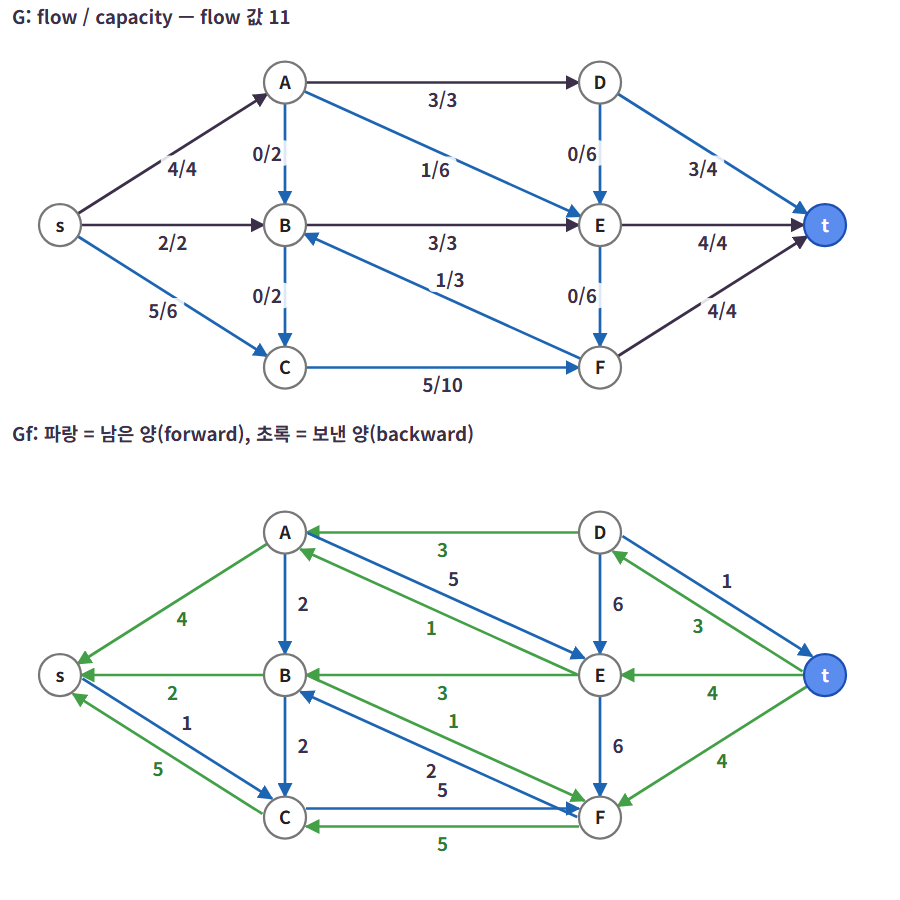 G: flow / capacity — flow 값 11
A
D
3/3
0/2
0/6
4/4
1/6
3/4
s
B
E
t
2/2
3/3
4/4
1/3
0/2
0/6
5/6
4/4
C
F
5/10
Gf: 파랑 = 남은 양(forward), 초록 = 보낸 양(backward)
A
D
3
5
1
2
6
4
1
3
s
B
E
t
2
3
4
1
1
2
6
2
5
4
5
C
F
5